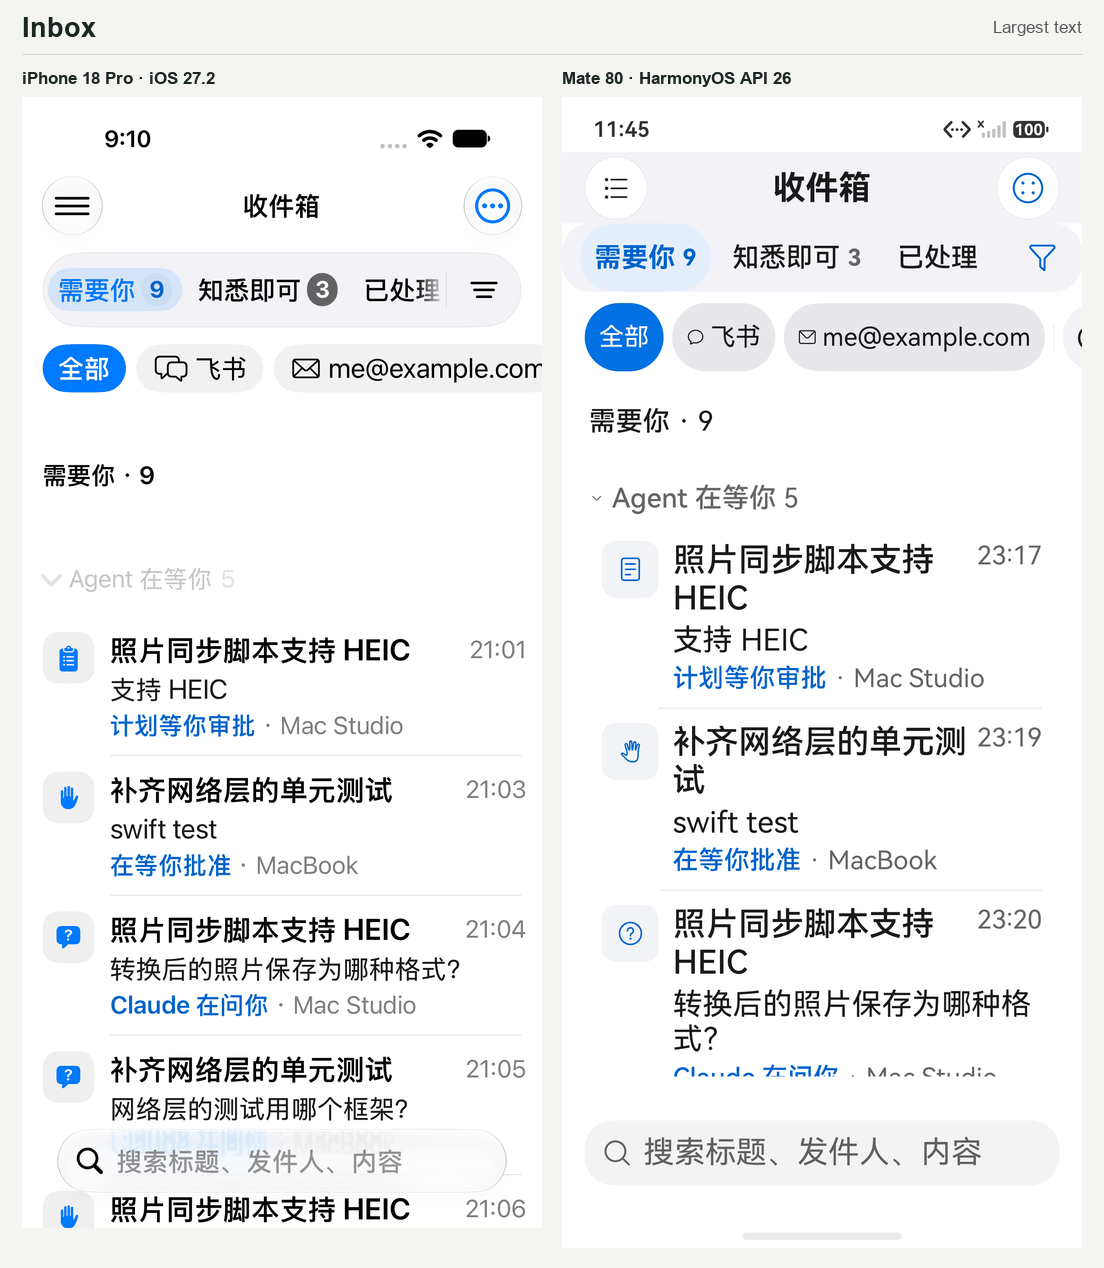 Inbox
Largest text
iPhone 18 Pro · iOS 27.2
9:10
收件箱
需要你 9 知悉即可 3 已处理
全部 飞书 me@example.com
需要你 · 9
Agent 在等你 5
照片同步脚本支持 HEIC 21:01
支持 HEIC
计划等你审批 · Mac Studio
补齐网络层的单元测试 21:03
swift test
在等你批准 · MacBook
照片同步脚本支持 HEIC 21:04
转换后的照片保存为哪种格式?
Claude 在问你 · Mac Studio
补齐网络层的单元测试 21:05
网络层的测试用哪个框架?
搜索标题、发件人、内容
照片同步脚本支持 HEIC 21:06
Mate 80 · HarmonyOS API 26
11:45 100
收件箱
需要你 9 知悉即可 3 已处理
全部 飞书 me@example.com
需要你 · 9
Agent 在等你 5
照片同步脚本支持 23:17
HEIC
支持 HEIC
计划等你审批 · Mac Studio
补齐网络层的单元测 23:19
试
swift test
在等你批准 · MacBook
照片同步脚本支持 23:20
HEIC
转换后的照片保存为哪种格
式?
Claude 在问你 · Mac Studio
搜索标题、发件人、内容